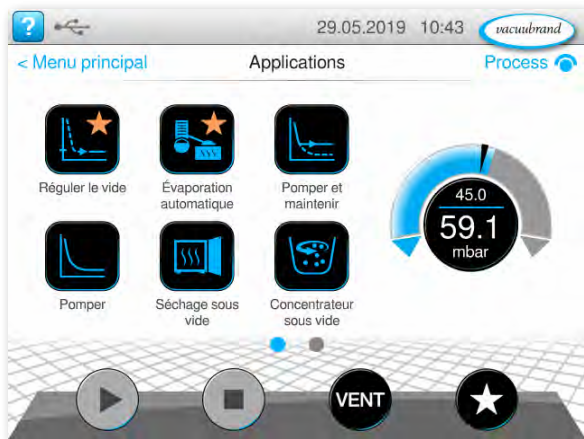 ?
29.05.2019 10:43
vacuubrand
< Menu principal
Applications
Process
Réguler le vide
Évaporation
automatique
Pomper et
maintenir
45.0
59.1
mbar
Pomper
Séchage sous
vide
Concentrateur
sous vide
VENT